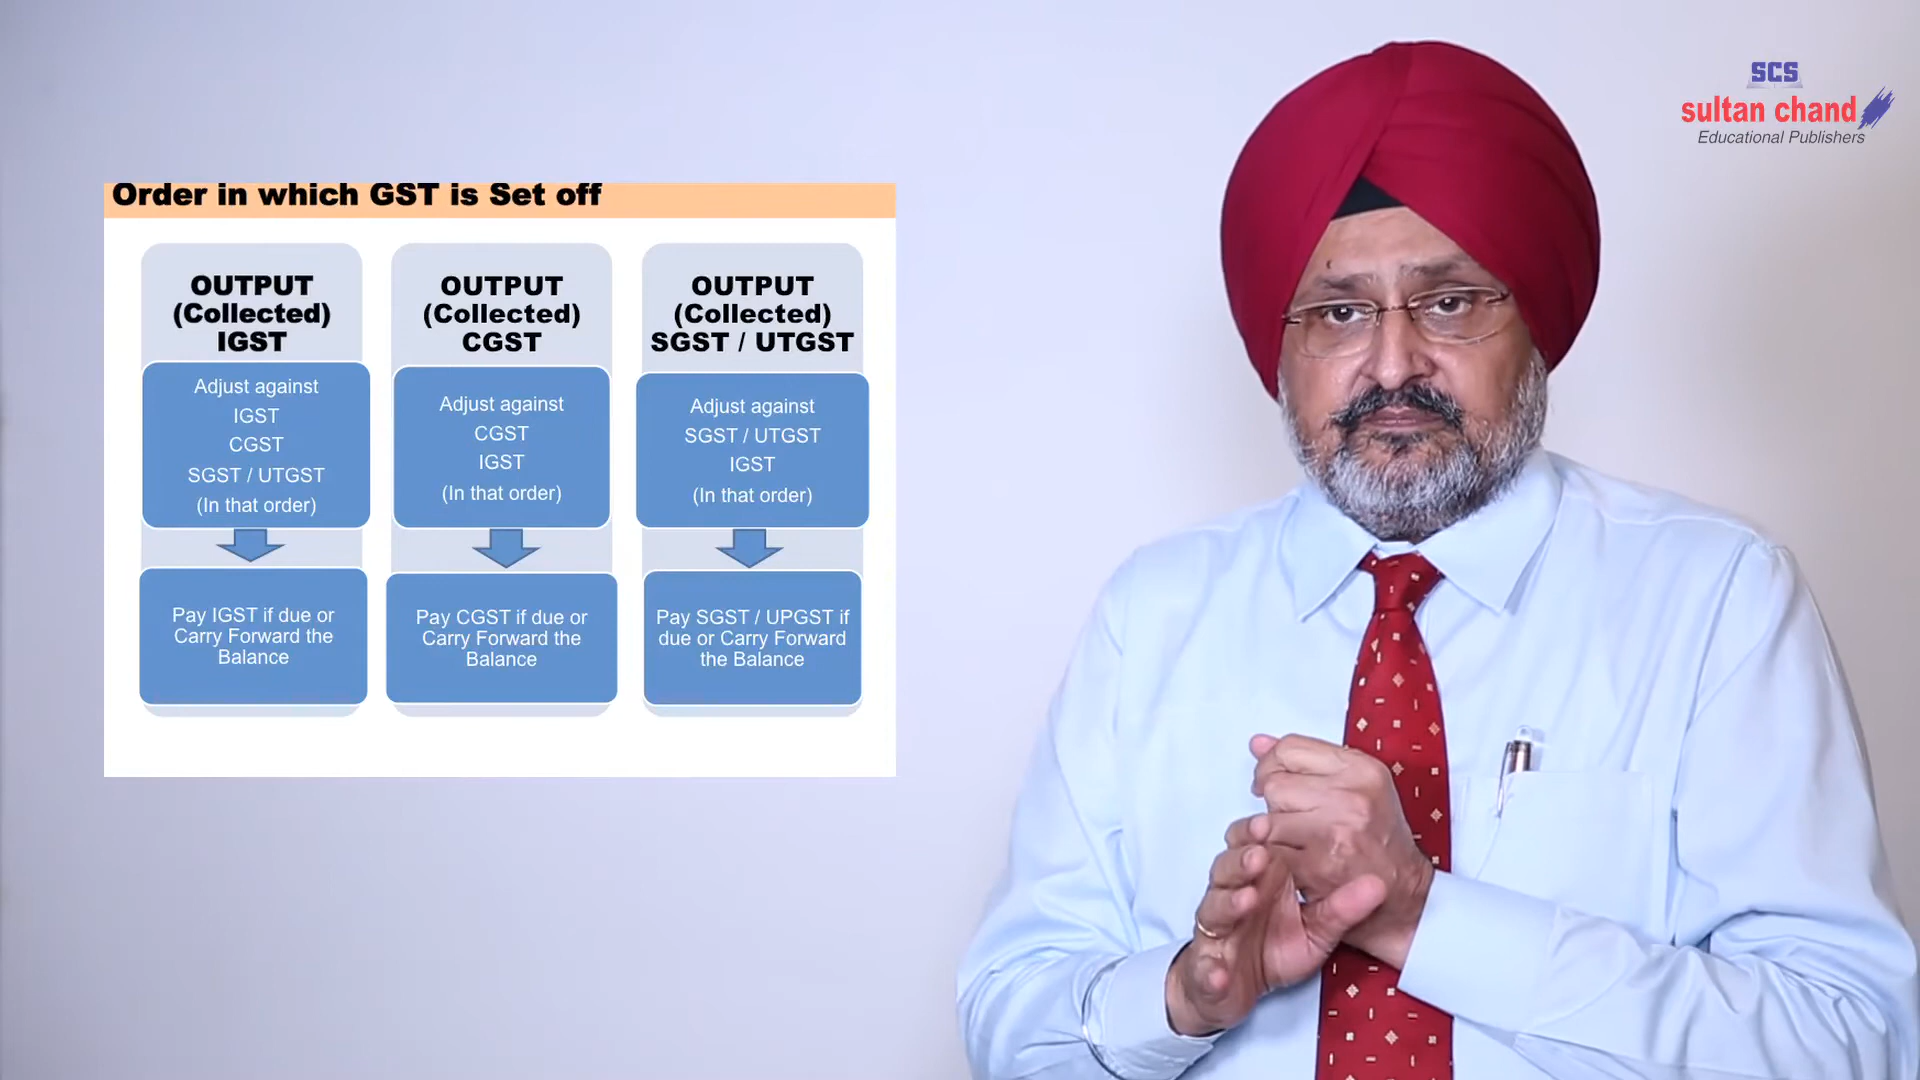 SCS
sultan chand
Educational Publishers
Order in which GST is Set off
OUTPUT
(Collected)
IGST
Adjust against
IGST
CGST
SGST / UTGST
(In that order)
Pay IGST if due or
Carry Forward the
Balance
OUTPUT
(Collected)
CGST
Adjust against
CGST
IGST
(In that order)
Pay CGST if due or
Carry Forward the
Balance
OUTPUT
(Collected)
SGST / UTGST
Adjust against
SGST / UTGST
IGST
(In that order)
Pay SGST / UPGST if
due or Carry Forward
the Balance